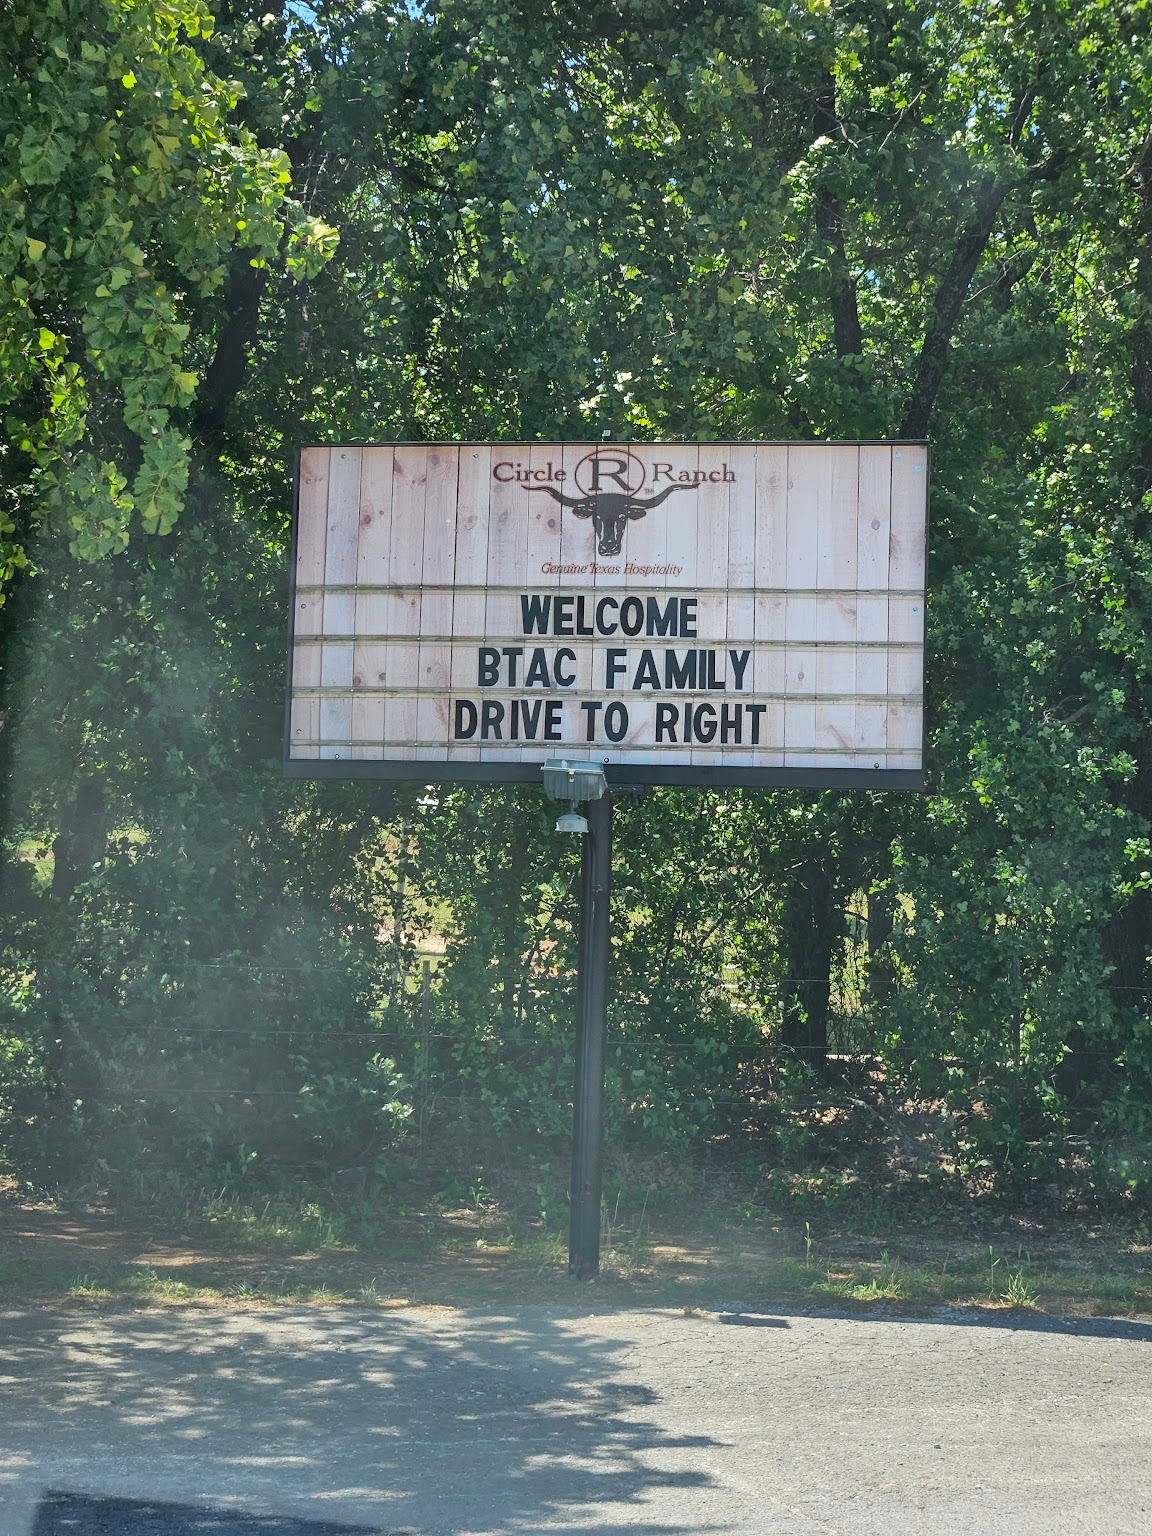 Circle R Ranch
Genuine Texas Hospitality
WELCOME
BTAC FAMILY
DRIVE TO RIGHT